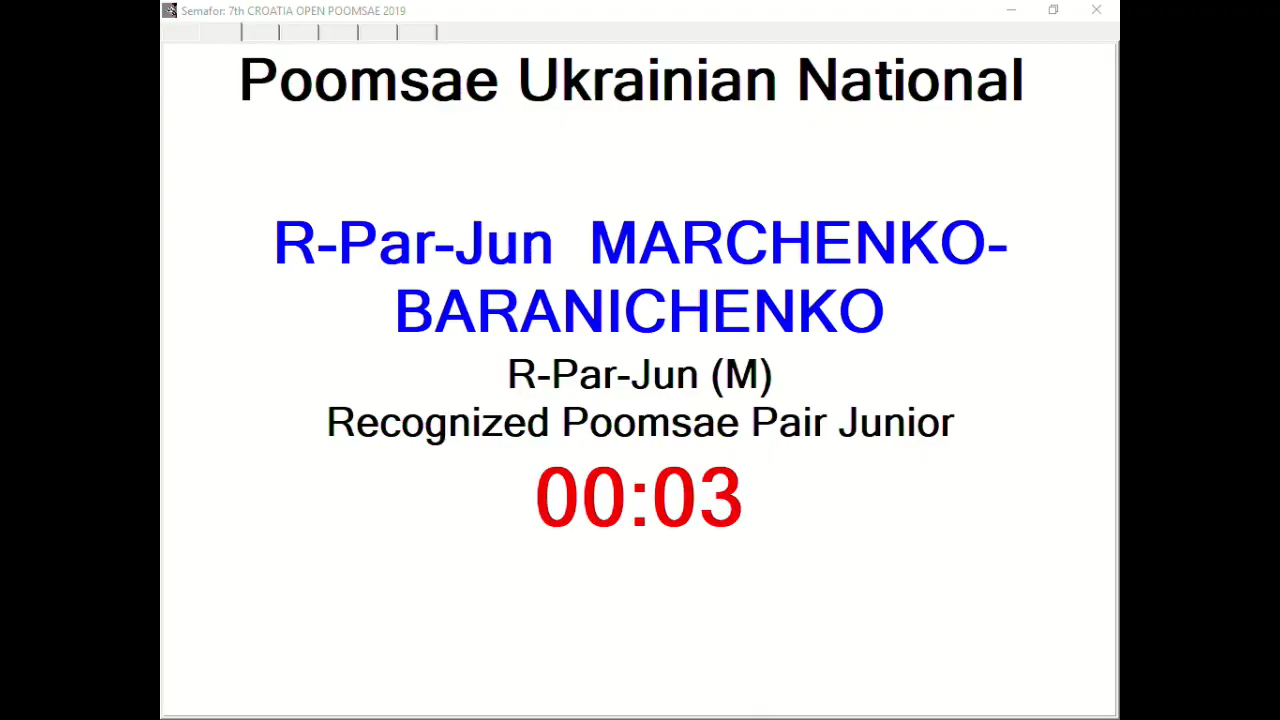 Semafor: 7th CROATIA OPEN POOMSAE 2019
Poomsae Ukrainian National
R-Par-Jun MARCHENKO-
BARANICHENKO
R-Par-Jun (M)
Recognized Poomsae Pair Junior
00:03